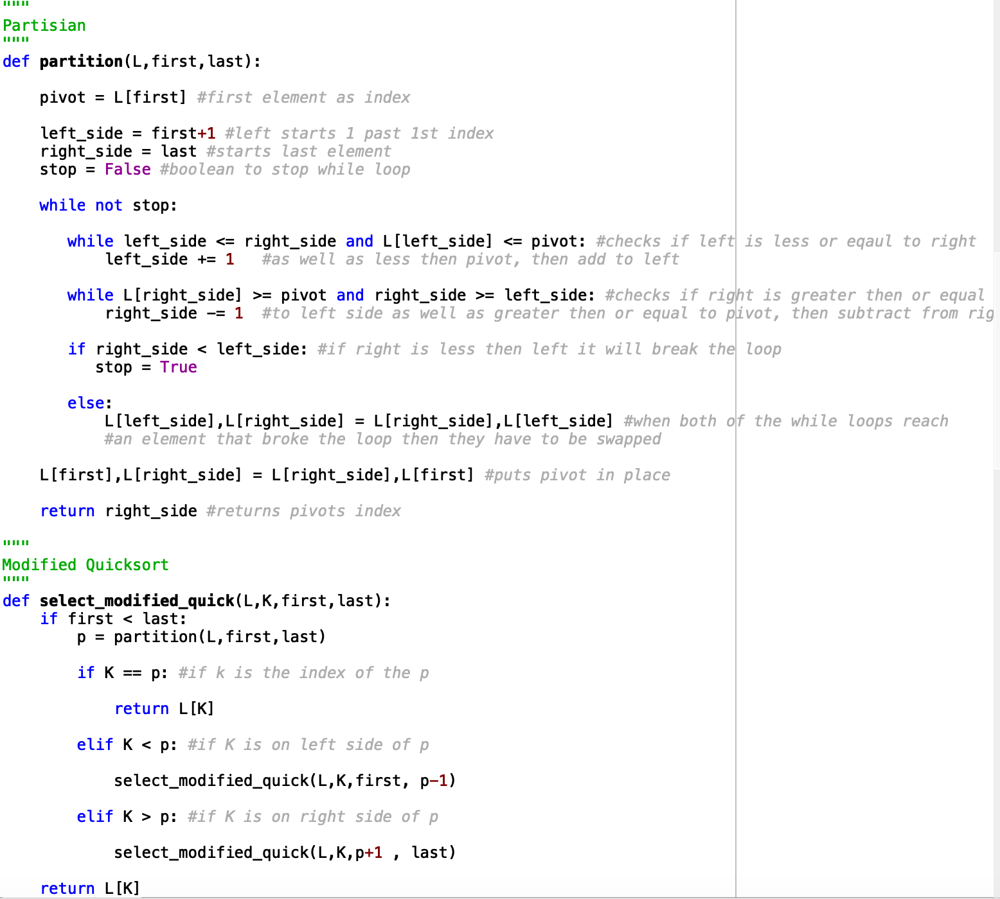 """
Partisian
"""
def partition(L,first,last):
    pivot = L[first] #first element as index
    left_side = first+1 #left starts 1 past 1st index
    right_side = last #starts last element
    stop = False #boolean to stop while loop
    while not stop:
       while left_side <= right_side and L[left_side] <= pivot: #checks if left is less or eqaul to right
           left_side += 1   #as well as less then pivot, then add to left
       while L[right_side] >= pivot and right_side >= left_side: #checks if right is greater then or equal
           right_side -= 1  #to left side as well as greater then or equal to pivot, then subtract from rig
       if right_side < left_side: #if right is less then left it will break the loop
          stop = True
       else:
           L[left_side],L[right_side] = L[right_side],L[left_side] #when both of the while loops reach
           #an element that broke the loop then they have to be swapped
    L[first],L[right_side] = L[right_side],L[first] #puts pivot in place
    return right_side #returns pivots index
"""
Modified Quicksort
"""
def select_modified_quick(L,K,first,last):
    if first < last:
        p = partition(L,first,last)
        if K == p: #if k is the index of the p
            return L[K]
        elif K < p: #if K is on left side of p
            select_modified_quick(L,K,first, p-1)
        elif K > p: #if K is on right side of p
            select_modified_quick(L,K,p+1 , last)
    return L[K]